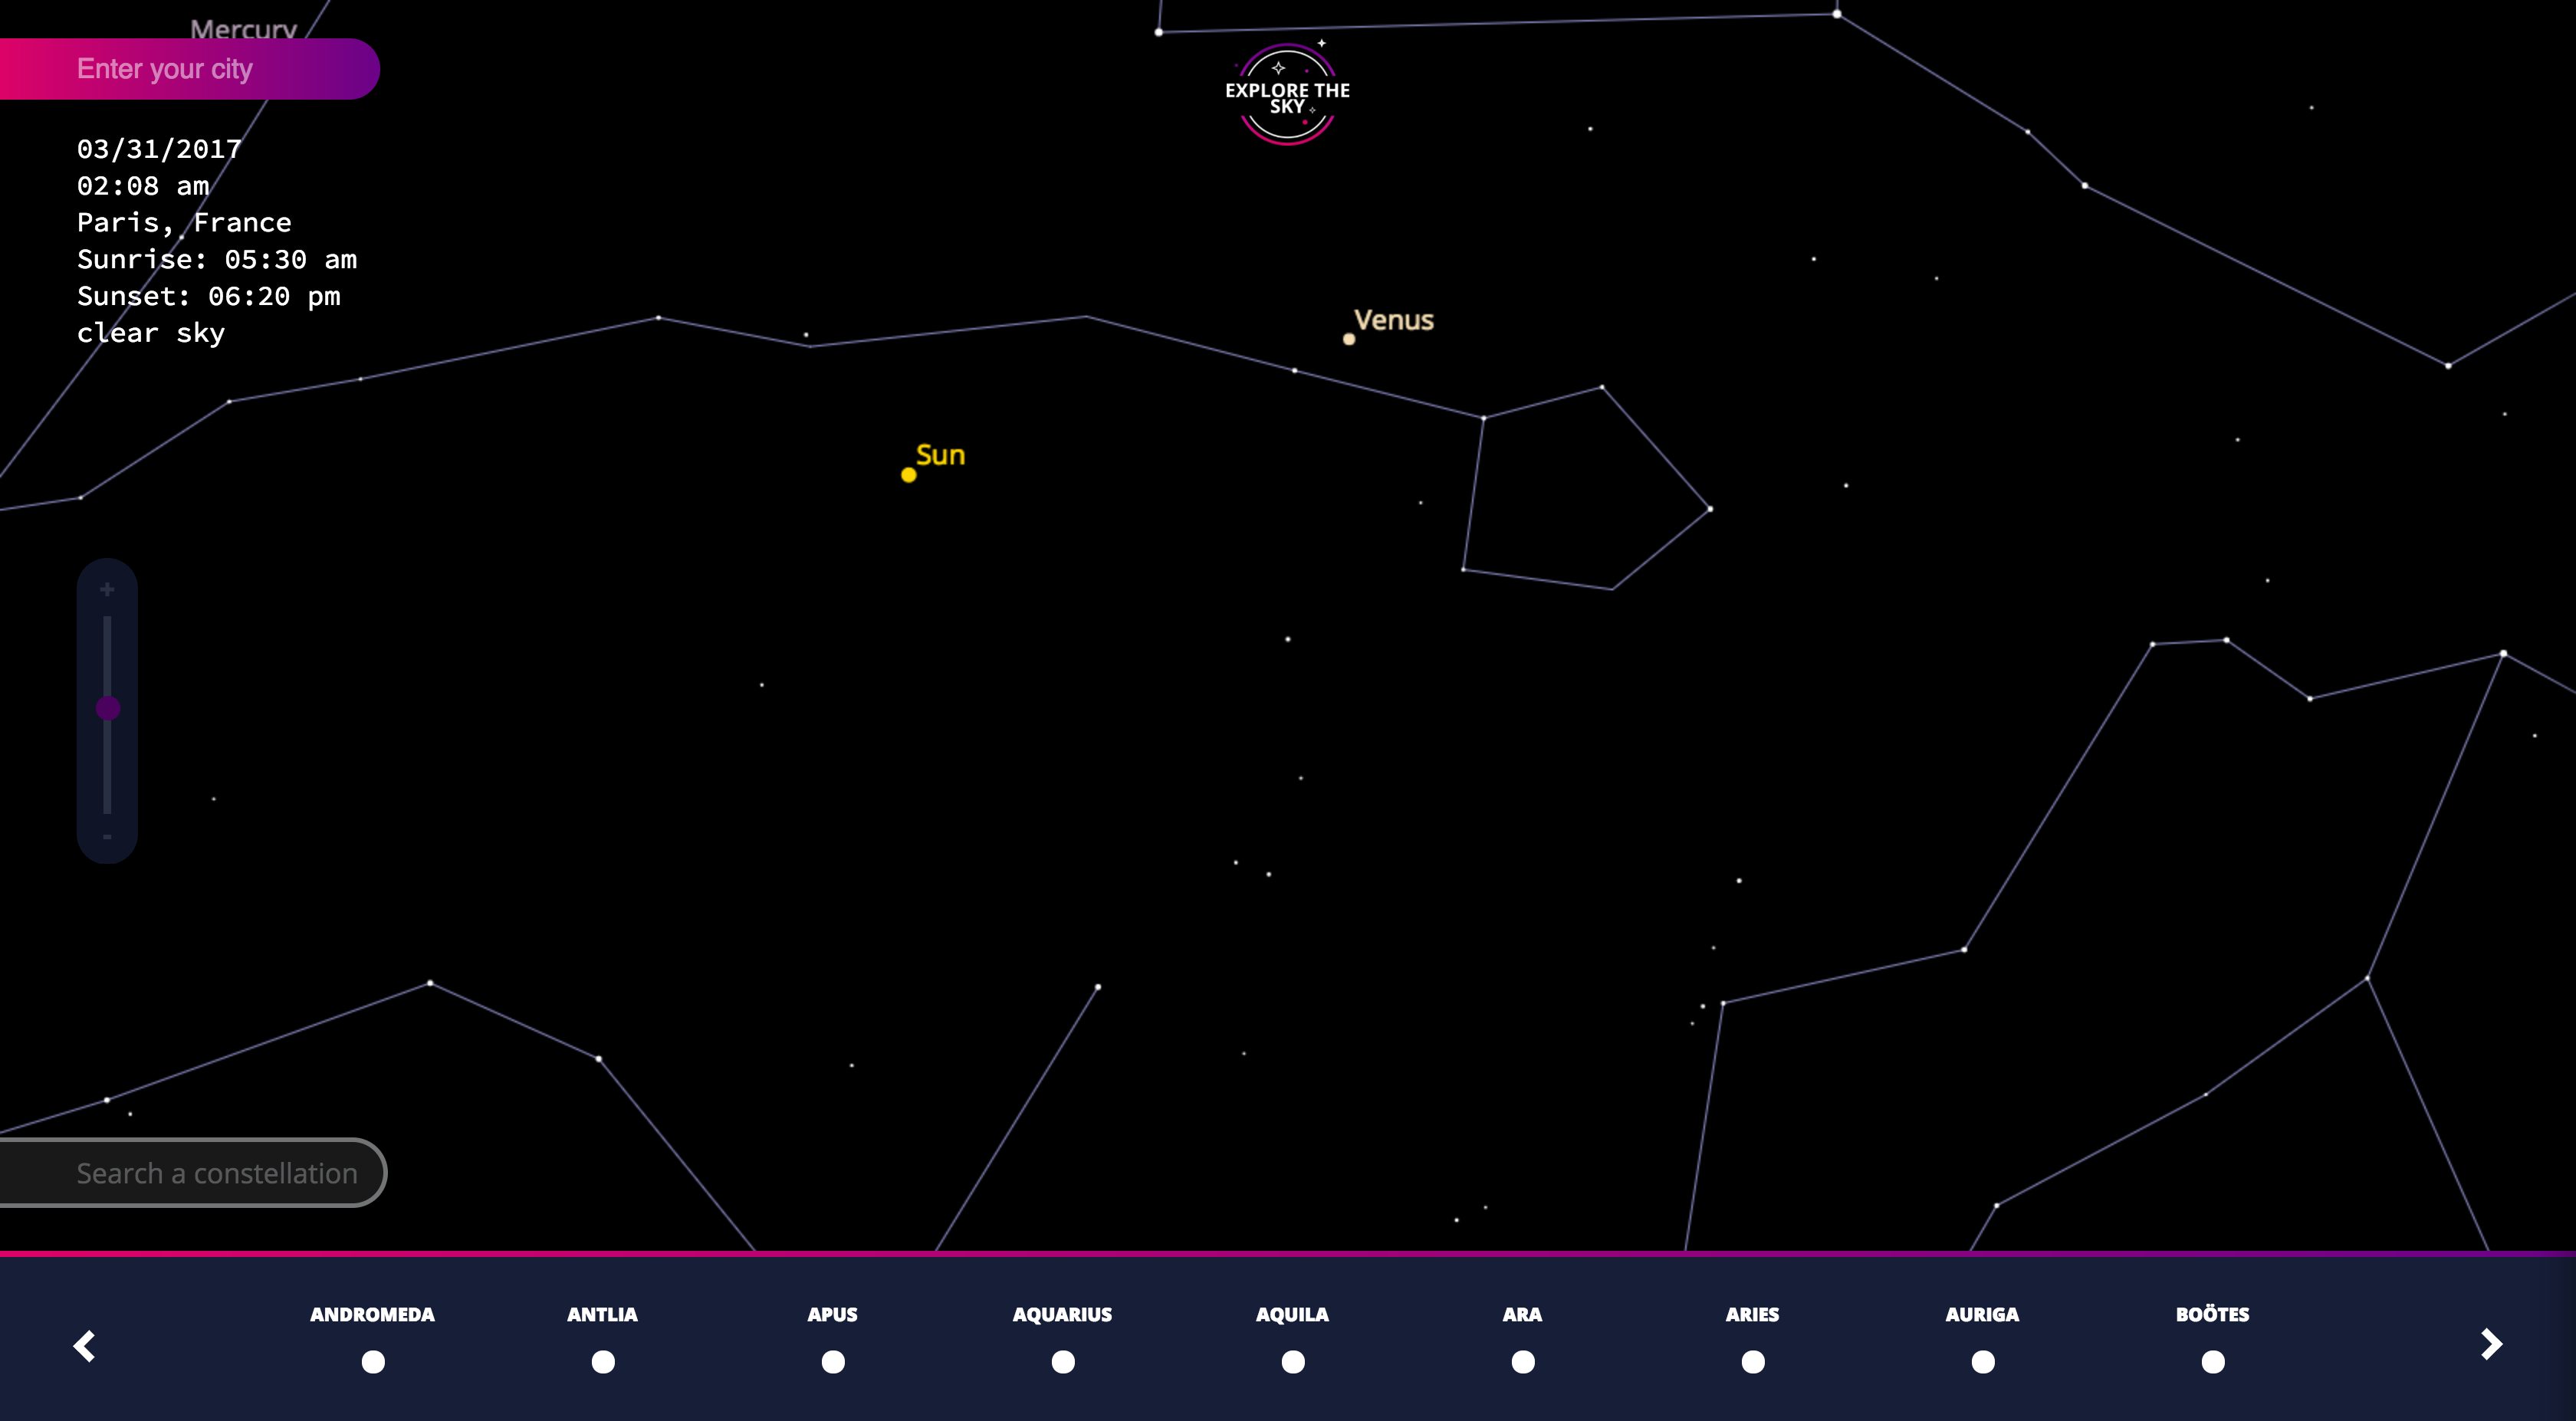 Mercury
Enter your city
EXPLORE THE
SKY
03/31/2017
02:08 am
Paris, France
Sunrise: 05:30 am
Sunset: 06:20 pm
clear sky
Venus
Sun
+
-
Search a constellation
ANDROMEDA
ANTLIA
APUS
AQUARIUS
AQUILA
ARA
ARIES
AURIGA
BOÖTES